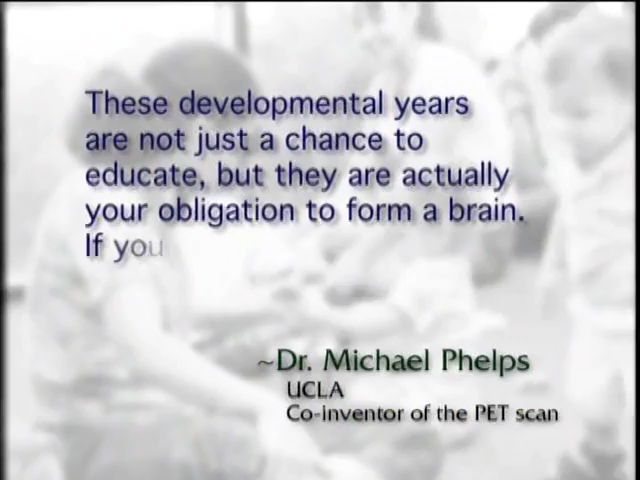 These developmental years
are not just a chance to
educate, but they are actually
your obligation to form a brain.
If you
~Dr. Michael Phelps
UCLA
Co-inventor of the PET scan